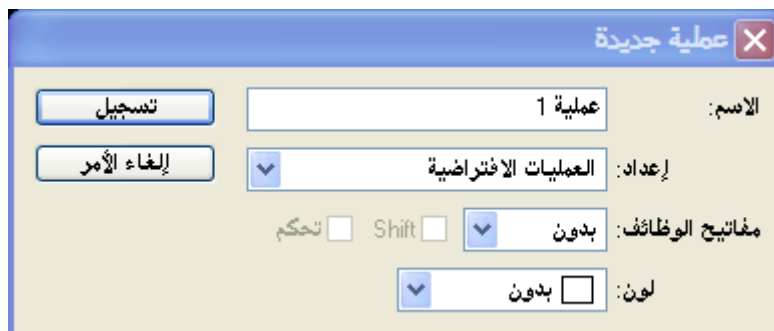 عملية جديدة
الاسم: عملية 1 تسجيل
إعداد: العمليات الافتراضية إلغاء الأمر
مفاتيح الوظائف: بدون Shift تحكم
لون: بدون